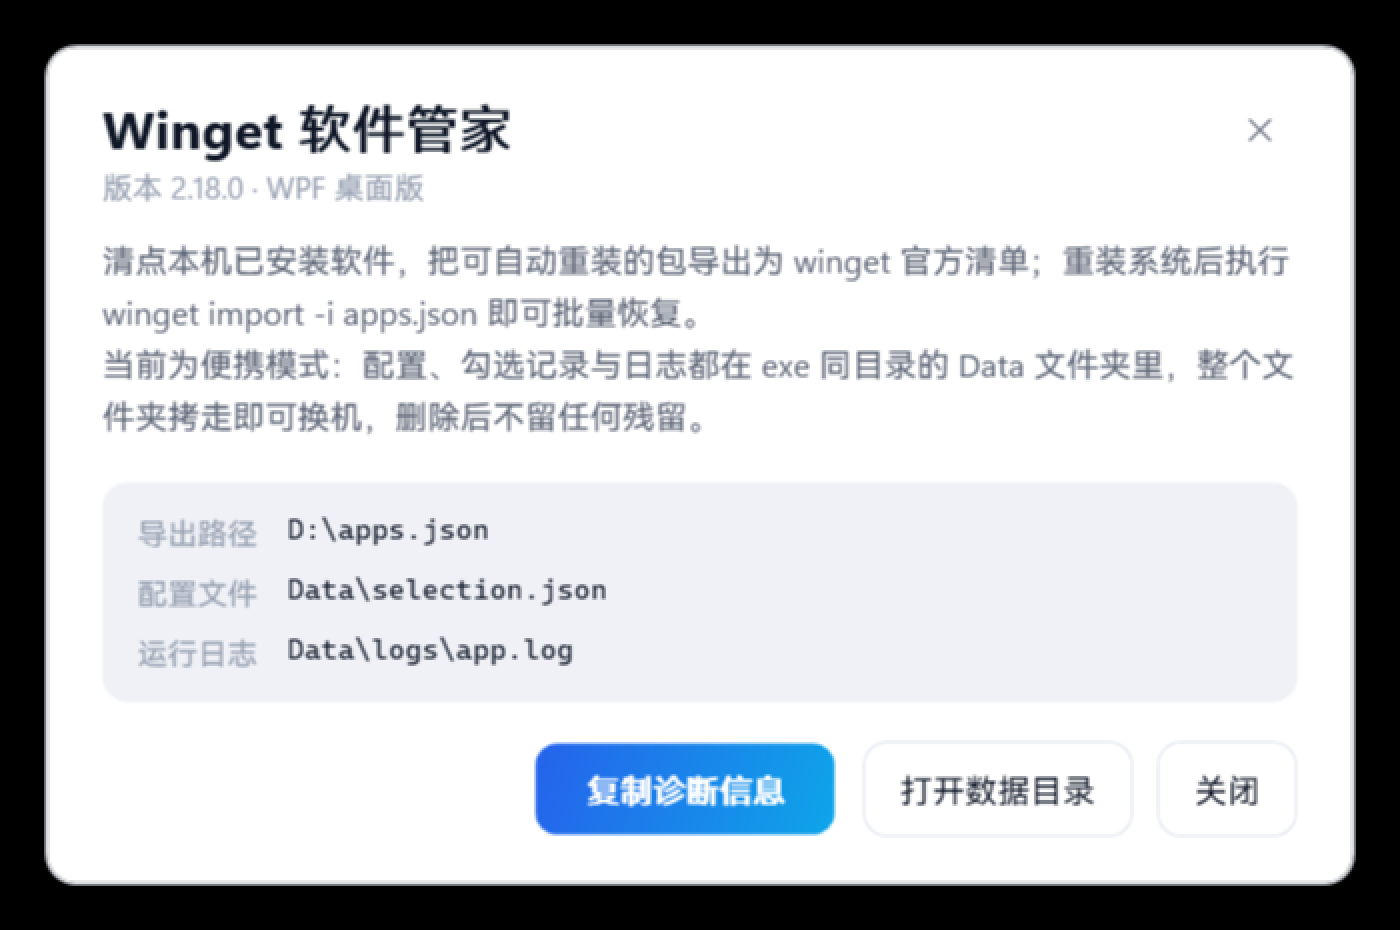 Winget 软件管家
版本 2.18.0 · WPF 桌面版
清点本机已安装软件，把可自动重装的包导出为 winget 官方清单；重装系统后执行
winget import -i apps.json 即可批量恢复。
当前为便携模式：配置、勾选记录与日志都在 exe 同目录的 Data 文件夹里，整个文
件夹拷走即可换机，删除后不留任何残留。
导出路径 D:\apps.json
配置文件 Data\selection.json
运行日志 Data\logs\app.log
复制诊断信息 打开数据目录 关闭